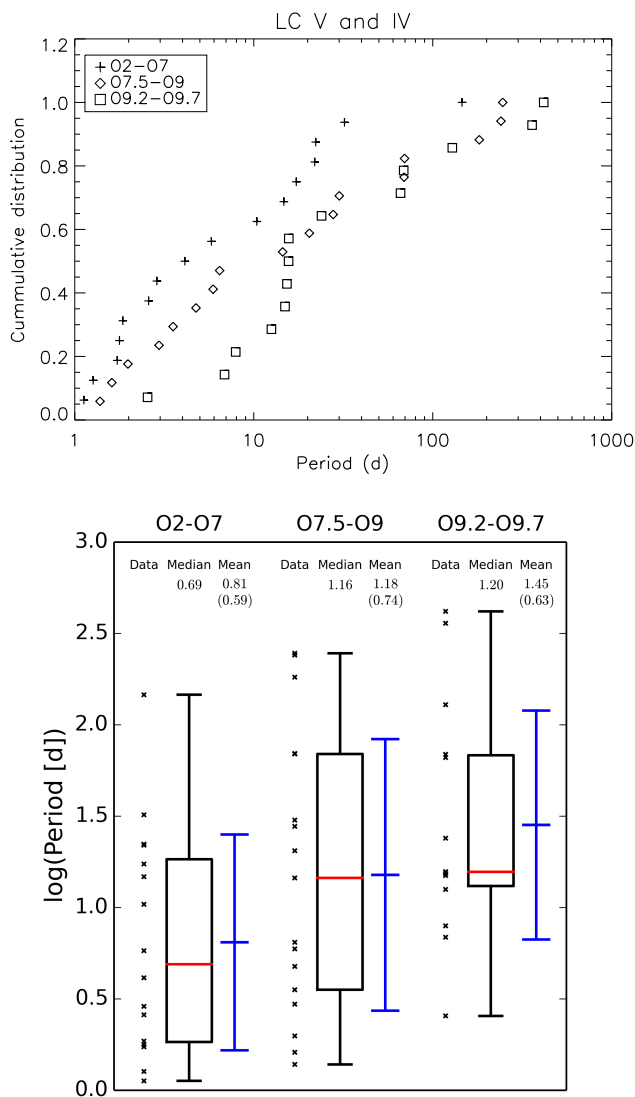 LC V and IV
1.2
1.0
0.8
0.6
0.4
0.2
0.0
Cummulative distribution
O2-O7
O7.5-O9
O9.2-O9.7
1 10 100 1000
Period (d)
O2-O7 O7.5-O9 O9.2-O9.7
Data Median Mean Data Median Mean Data Median Mean
0.69 0.81 1.16 1.18 1.20 1.45
(0.59) (0.74) (0.63)
3.0
2.5
2.0
1.5
1.0
0.5
0.0
log(Period [d])